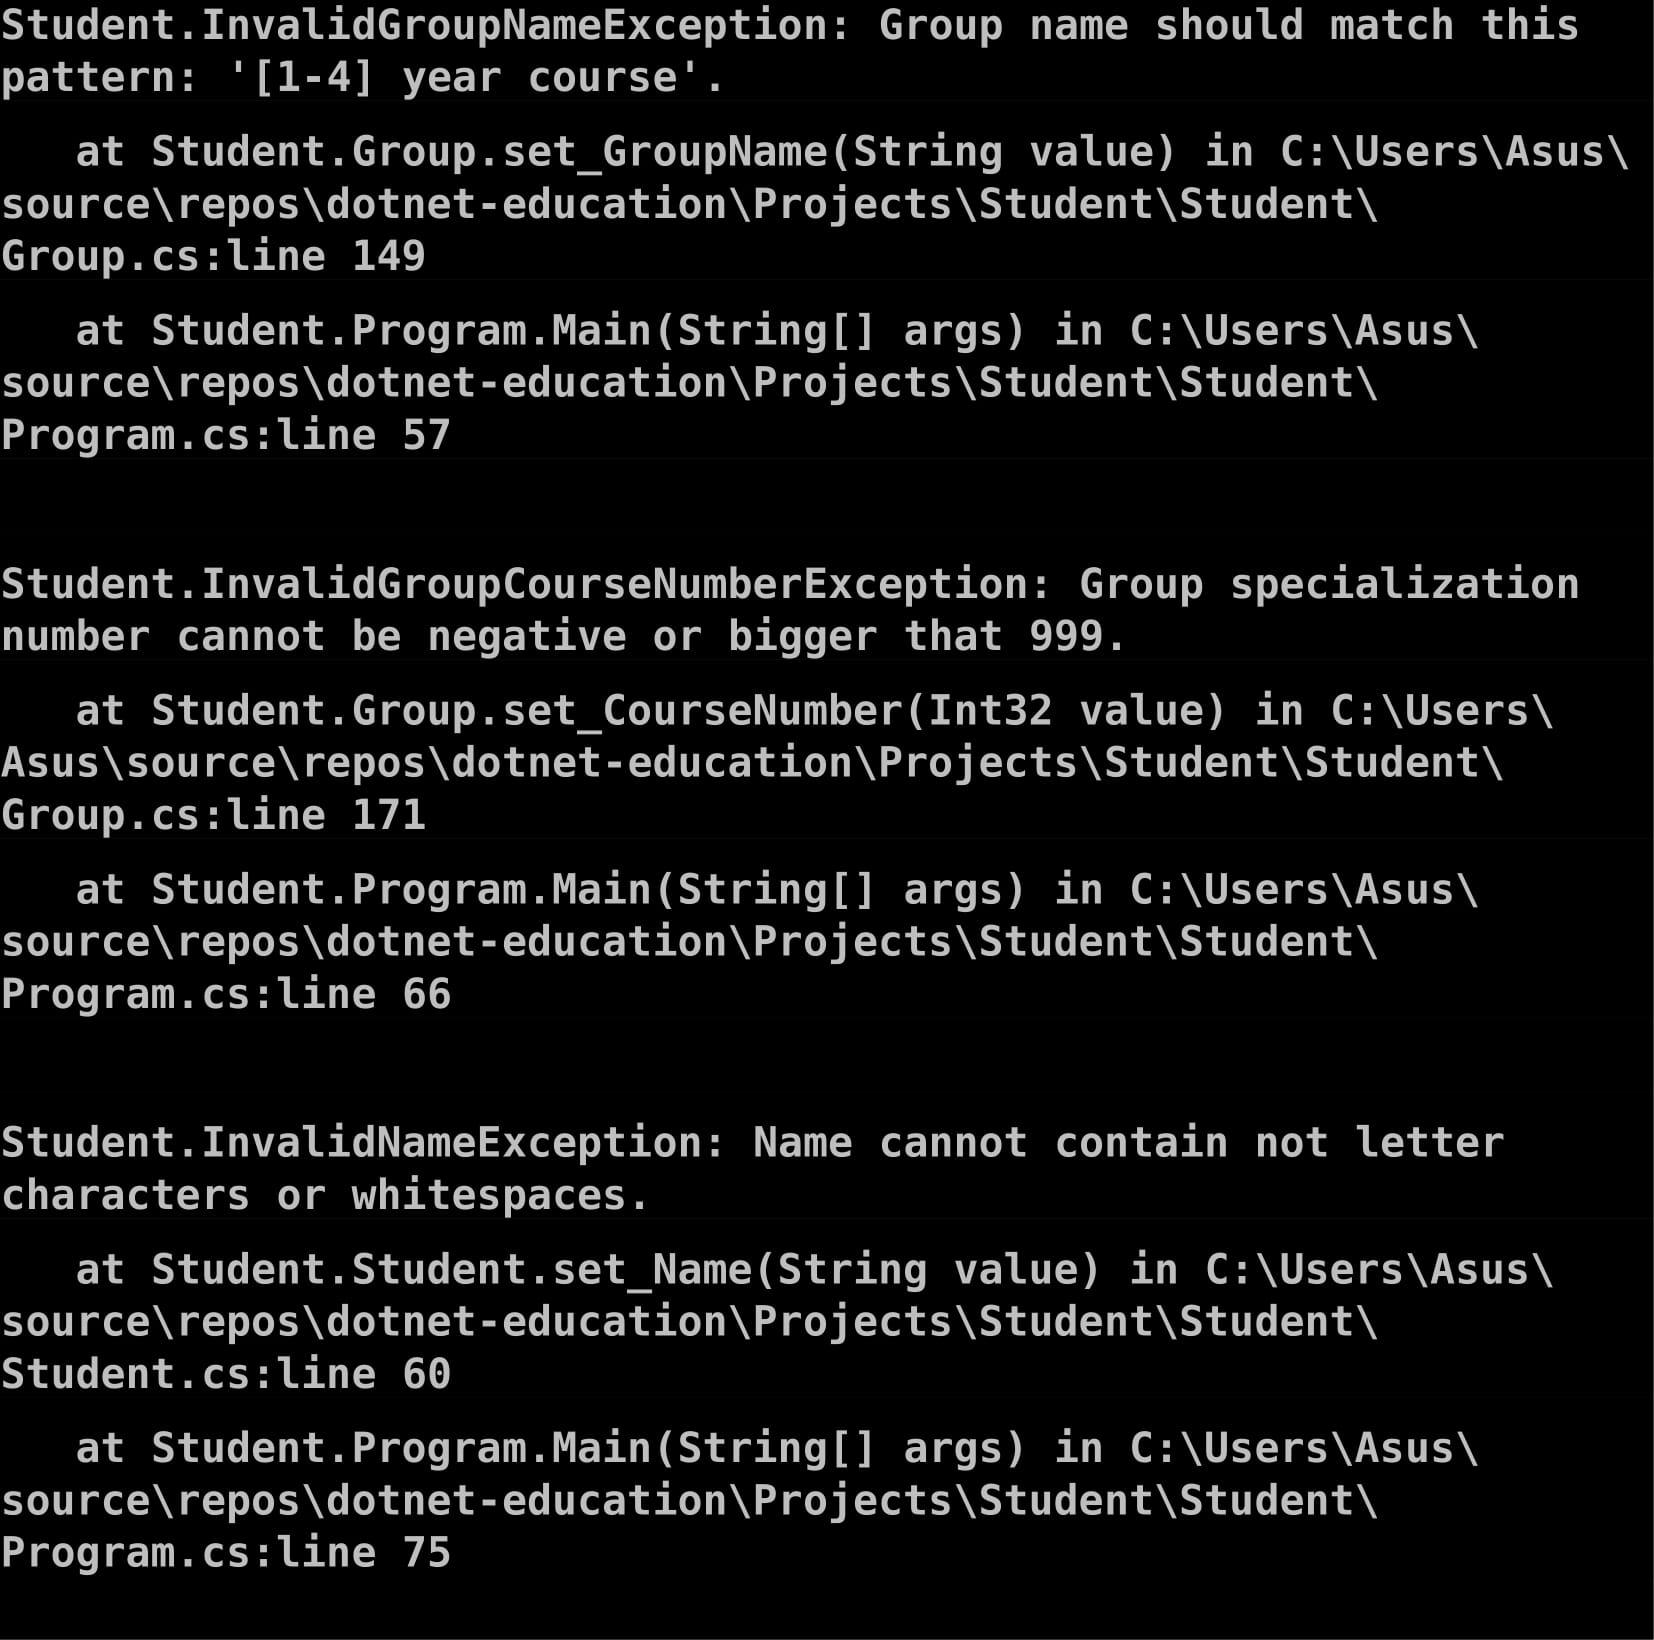 Student.InvalidGroupNameException: Group name should match this
pattern: '[1-4] year course'.
   at Student.Group.set_GroupName(String value) in C:\Users\Asus\
source\repos\dotnet-education\Projects\Student\Student\
Group.cs:line 149
   at Student.Program.Main(String[] args) in C:\Users\Asus\
source\repos\dotnet-education\Projects\Student\Student\
Program.cs:line 57
Student.InvalidGroupCourseNumberException: Group specialization
number cannot be negative or bigger that 999.
   at Student.Group.set_CourseNumber(Int32 value) in C:\Users\
Asus\source\repos\dotnet-education\Projects\Student\Student\
Group.cs:line 171
   at Student.Program.Main(String[] args) in C:\Users\Asus\
source\repos\dotnet-education\Projects\Student\Student\
Program.cs:line 66
Student.InvalidNameException: Name cannot contain not letter
characters or whitespaces.
   at Student.Student.set_Name(String value) in C:\Users\Asus\
source\repos\dotnet-education\Projects\Student\Student\
Student.cs:line 60
   at Student.Program.Main(String[] args) in C:\Users\Asus\
source\repos\dotnet-education\Projects\Student\Student\
Program.cs:line 75